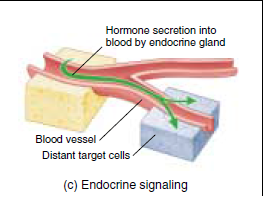 Hormone secretion into
blood by endocrine gland
Blood vessel
Distant target cells
(c) Endocrine signaling